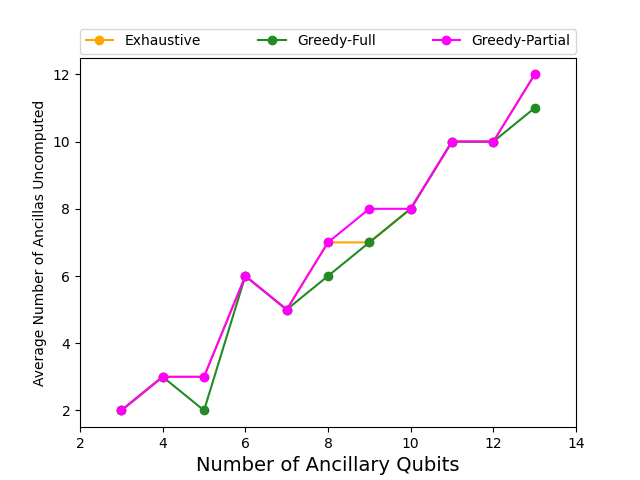 Exhaustive Greedy-Full Greedy-Partial
12
10
8
6
4
2
Average Number of Ancillas Uncomputed
2 4 6 8 10 12 14
Number of Ancillary Qubits